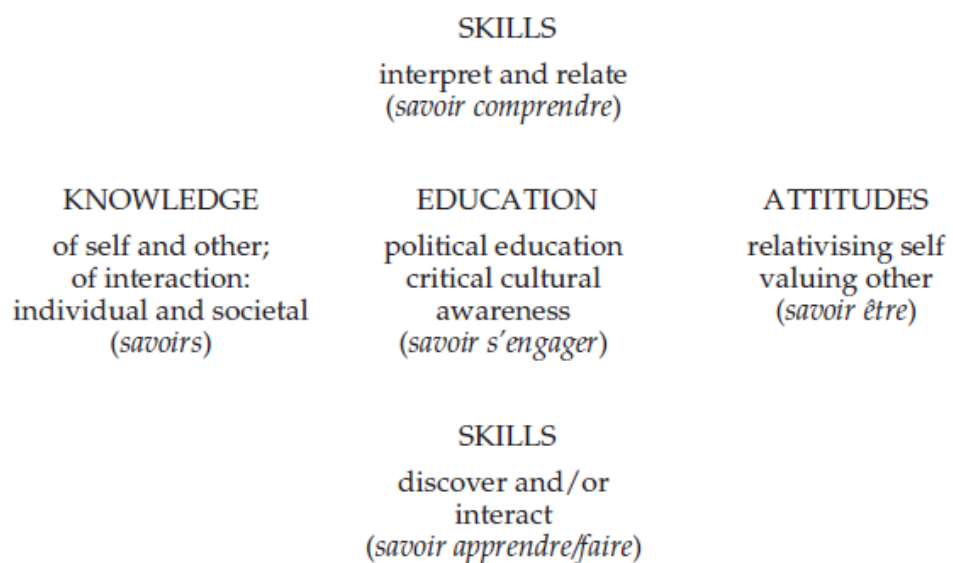 SKILLS
interpret and relate
(savoir comprendre)
KNOWLEDGE
of self and other;
of interaction:
individual and societal
(savoirs)
EDUCATION
political education
critical cultural
awareness
(savoir s'engager)
ATTITUDES
relativising self
valuing other
(savoir être)
SKILLS
discover and/or
interact
(savoir apprendre/faire)